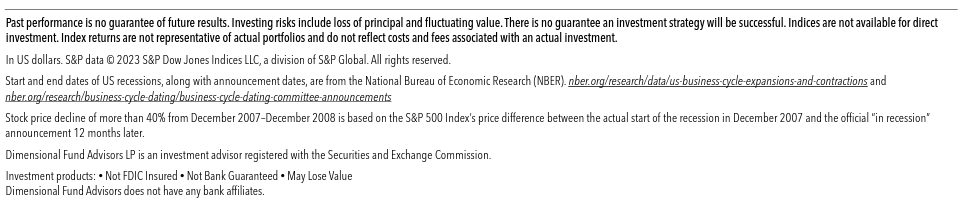 Past performance is no guarantee of future results. Investing risks include loss of principal and fluctuating value. There is no guarantee an investment strategy will be successful. Indices are not available for direct
investment. Index returns are not representative of actual portfolios and do not reflect costs and fees associated with an actual investment.
In US dollars. S&P data © 2023 S&P Dow Jones Indices LLC, a division of S&P Global. All rights reserved.
Start and end dates of US recessions, along with announcement dates, are from the National Bureau of Economic Research (NBER). nber.org/research/data/us-business-cycle-expansions-and-contractions and
nber.org/research/business-cycle-dating/business-cycle-dating-committee-announcements
Stock price decline of more than 40% from December 2007–December 2008 is based on the S&P 500 Index's price difference between the actual start of the recession in December 2007 and the official "in recession"
announcement 12 months later.
Dimensional Fund Advisors LP is an investment advisor registered with the Securities and Exchange Commission.
Investment products: • Not FDIC Insured • Not Bank Guaranteed • May Lose Value
Dimensional Fund Advisors does not have any bank affiliates.